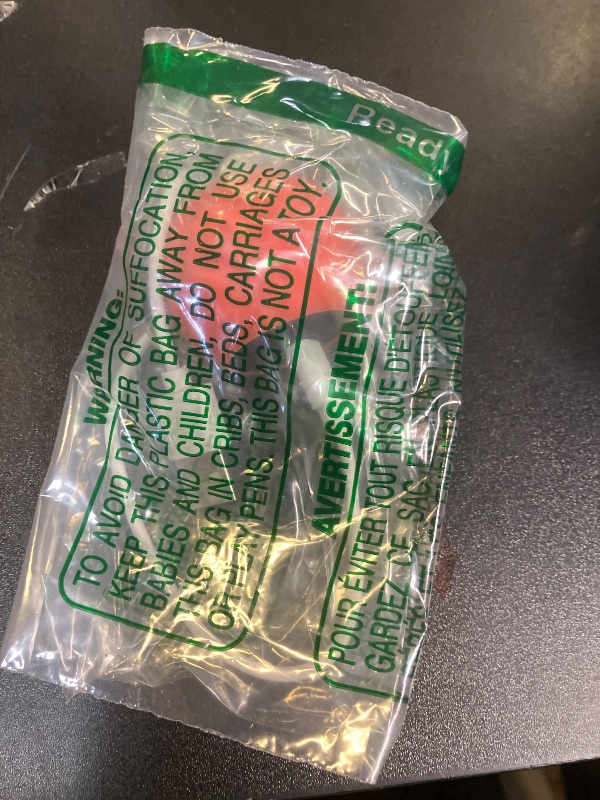 Ready
WARNING:
TO AVOID DANGER OF SUFFOCATION,
KEEP THIS PLASTIC BAG AWAY FROM
BABIES AND CHILDREN, DO NOT USE
THIS BAG IN CRIBS, BEDS, CARRIAGES
OR PLAY PENS. THIS BAG IS NOT A TOY.
AVERTISSEMENT:
POUR ÉVITER TOUT RISQUE D'ÉTOUFFE
GARDEZ CE SAC